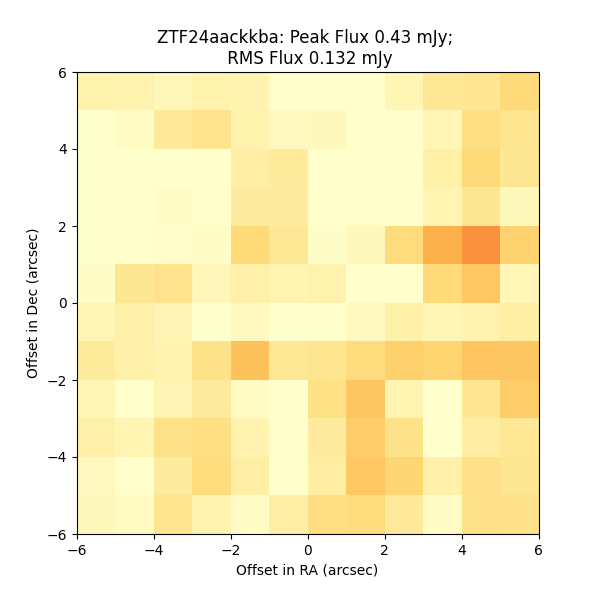 ZTF24aackkba: Peak Flux 0.43 mJy;
RMS Flux 0.132 mJy
6
4
2
0
−2
−4
−6
Offset in Dec (arcsec)
−6 −4 −2 0 2 4 6
Offset in RA (arcsec)